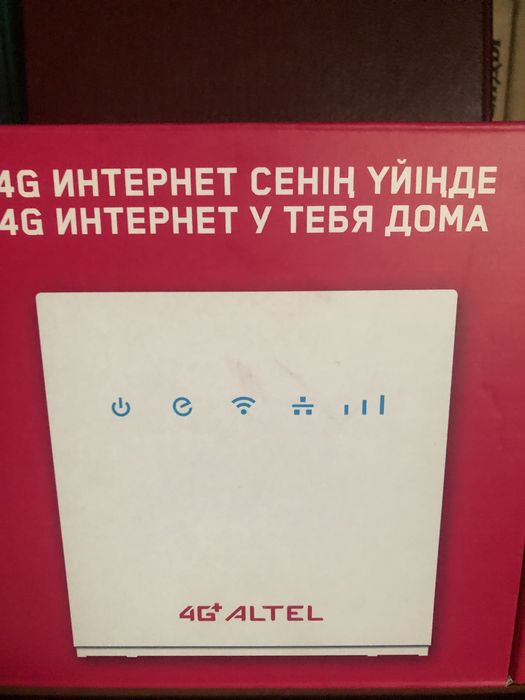 4G ИНТЕРНЕТ СЕНІҢ ҮЙІҢДЕ
4G ИНТЕРНЕТ У ТЕБЯ ДОМА
4G+ ALTEL